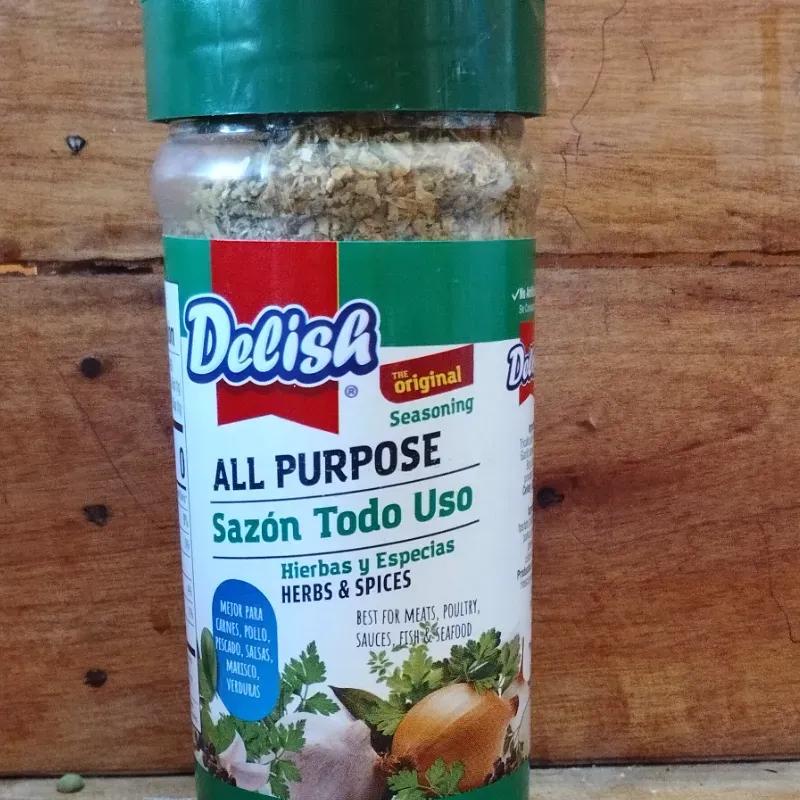 Delish
®
THE
original
Seasoning
ALL PURPOSE
Sazón Todo Uso
Hierbas y Especias
HERBS & SPICES
MEJOR PARA
CARNES, POLLO,
PESCADO, SALSAS,
MARISCO,
VERDURAS
BEST FOR MEATS, POULTRY,
SAUCES, FISH & SEAFOOD